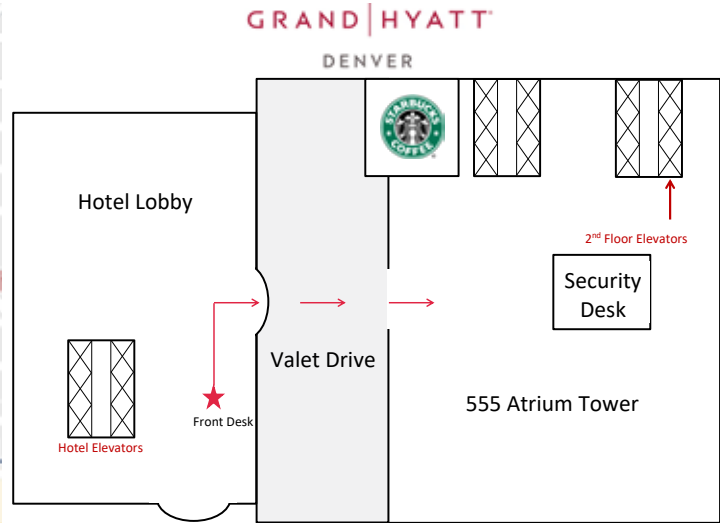 GRAND|HYATT
DENVER
STARBUCKS
COFFEE
Hotel Lobby
2nd Floor Elevators
Security
Desk
Valet Drive
555 Atrium Tower
Front Desk
Hotel Elevators